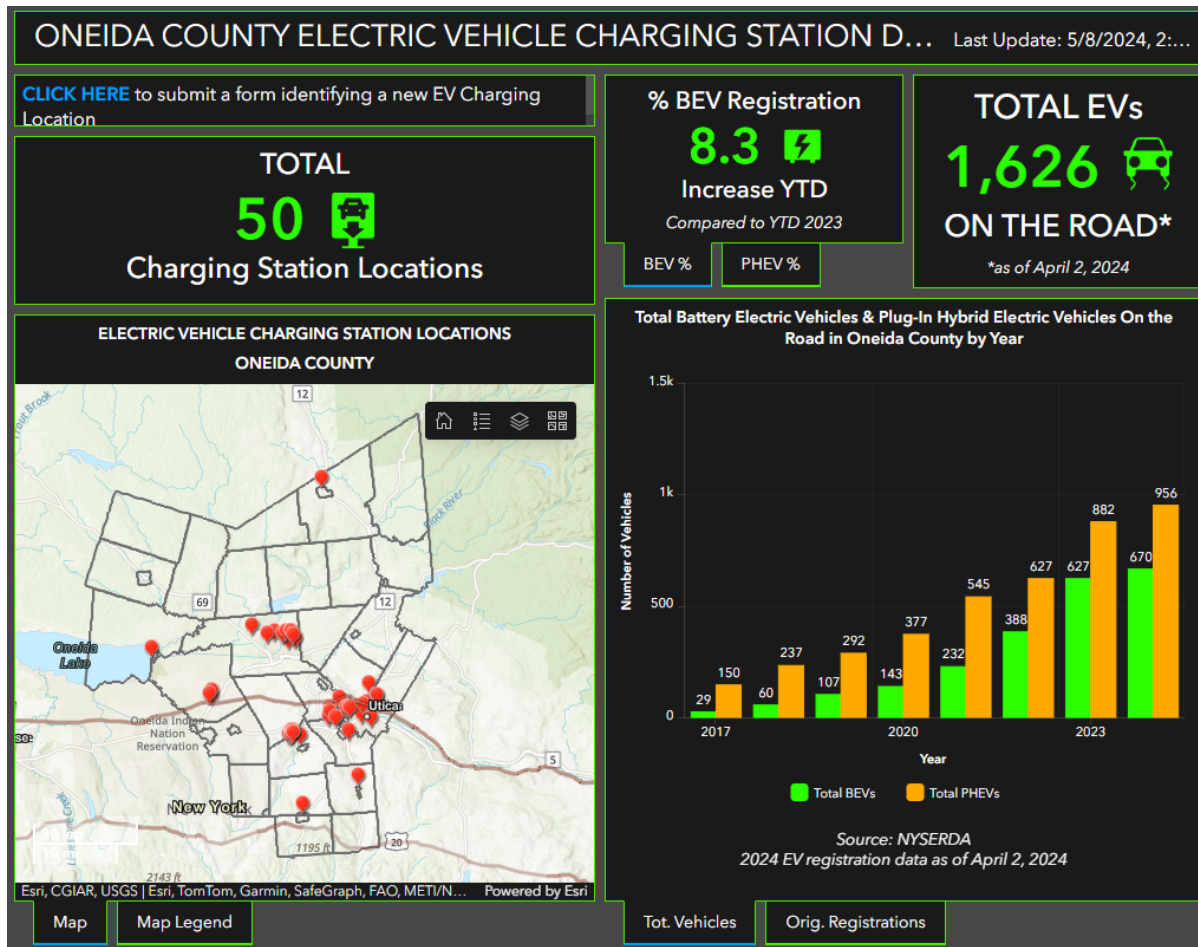 ONEIDA COUNTY ELECTRIC VEHICLE CHARGING STATION D...
Last Update: 5/8/2024, 2:...
CLICK HERE to submit a form identifying a new EV Charging
Location
TOTAL
50
Charging Station Locations
% BEV Registration
8.3
Increase YTD
Compared to YTD 2023
BEV %
PHEV %
TOTAL EVs
1,626
ON THE ROAD*
*as of April 2, 2024
ELECTRIC VEHICLE CHARGING STATION LOCATIONS
ONEIDA COUNTY
12
Black River
69
12
Oneida
Lake
Utica
Oneida Indian
Nation
Reservation
5
New York
20
1195 ft
2143 ft
Esri, CGIAR, USGS | Esri, TomTom, Garmin, SafeGraph, FAO, METI/N...
Powered by Esri
Map
Map Legend
Total Battery Electric Vehicles & Plug-In Hybrid Electric Vehicles On the
Road in Oneida County by Year
Number of Vehicles
1.5k
1k
500
0
29
150
60
237
107
292
143
377
232
545
388
627
627
882
670
956
2017
2020
2023
Year
Total BEVs
Total PHEVs
Source: NYSERDA
2024 EV registration data as of April 2, 2024
Tot. Vehicles
Orig. Registrations